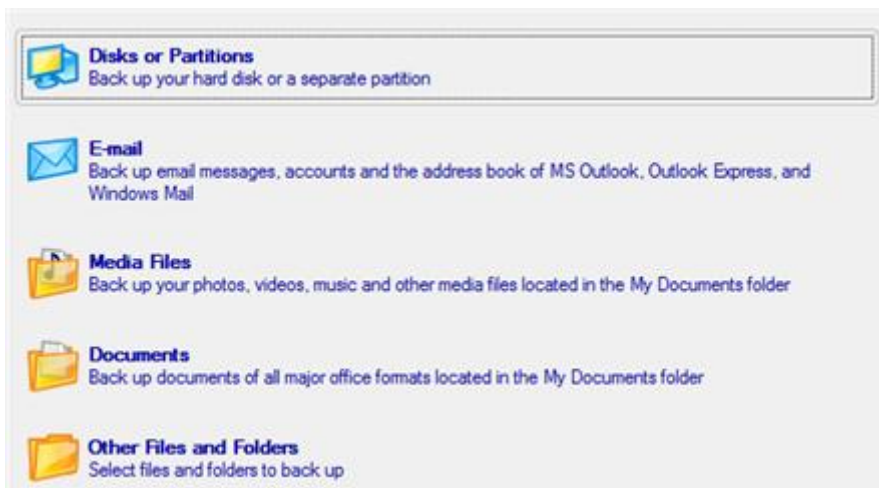 Disks or Partitions
Back up your hard disk or a separate partition
E-mail
Back up email messages, accounts and the address book of MS Outlook, Outlook Express, and
Windows Mail
Media Files
Back up your photos, videos, music and other media files located in the My Documents folder
Documents
Back up documents of all major office formats located in the My Documents folder
Other Files and Folders
Select files and folders to back up